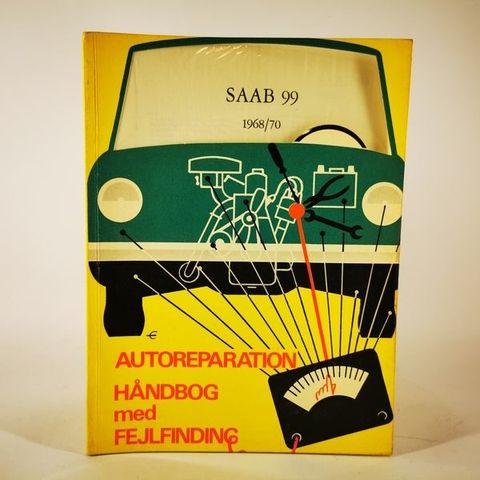 SAAB 99
1968/70
€
AUTOREPARATION
HÅNDBOG
med
FEJLFINDING